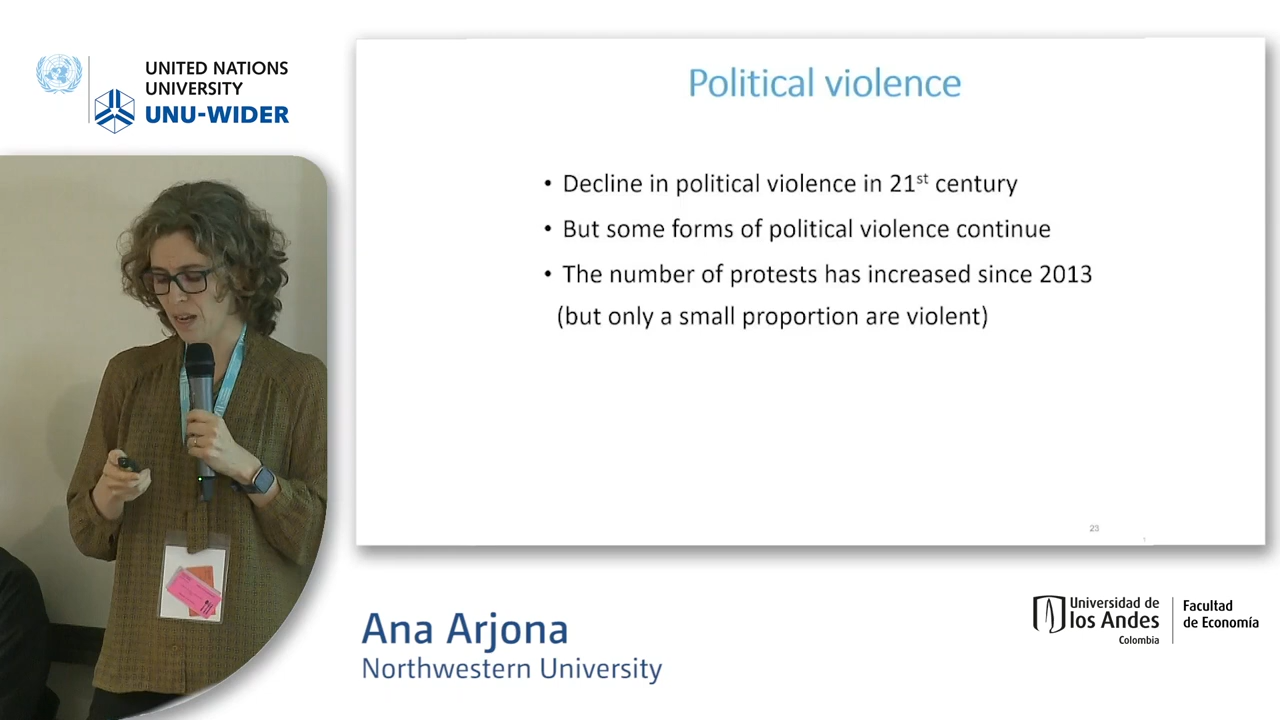 UNITED NATIONS
UNIVERSITY
UNU-WIDER
Political violence
• Decline in political violence in 21st century
• But some forms of political violence continue
• The number of protests has increased since 2013
(but only a small proportion are violent)
23
Ana Arjona
Northwestern University
Universidad de
los Andes
Colombia
Facultad
de Economía